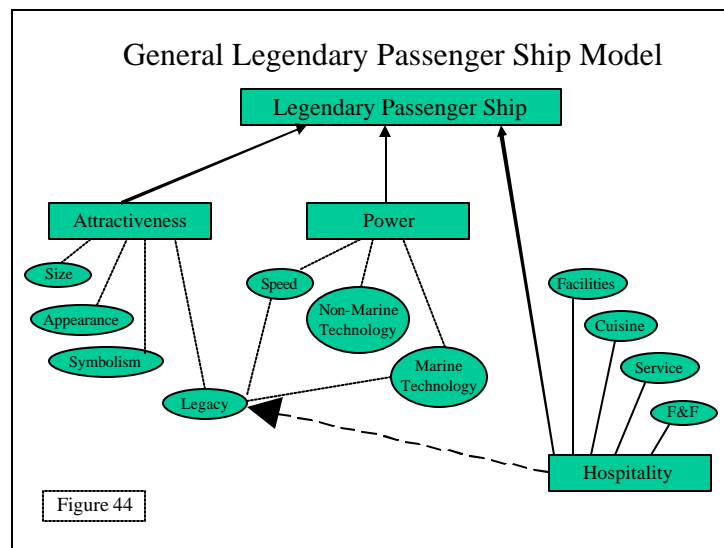 General Legendary Passenger Ship Model
Legendary Passenger Ship
Attractiveness
Power
Size
Speed
Facilities
Appearance
Non-Marine
Technology
Cuisine
Symbolism
Marine
Technology
Service
Legacy
F&F
Hospitality
Figure 44